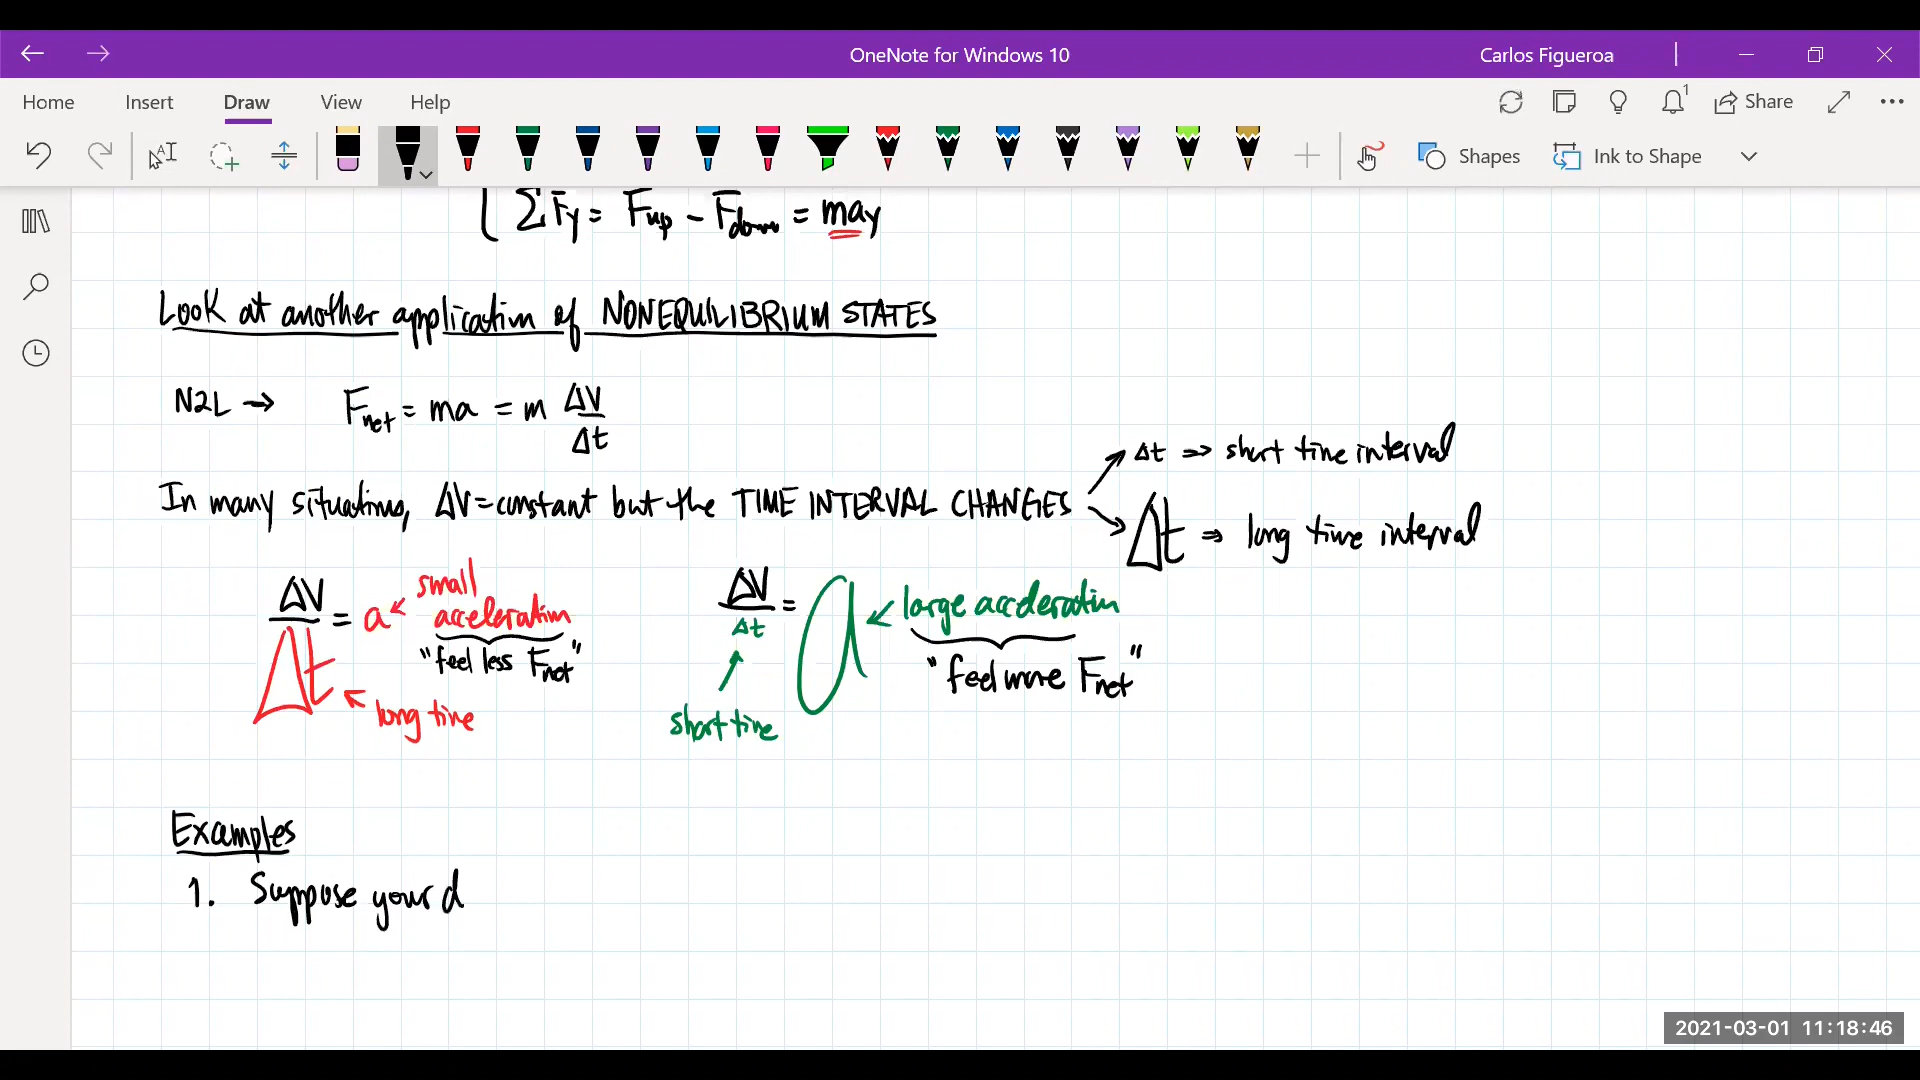 OneNote for Windows 10
Carlos Figueroa
Home Insert Draw View Help
1
Share
Shapes Ink to Shape
ΣFy = Fup - Fdown = may
Look at another application of NONEQUILIBRIUM STATES
N2L → Fnet = ma = m ΔV/Δt
Δt ⇒ short time interval
In many situations, ΔV = constant but the TIME INTERVAL CHANGES
Δt ⇒ long time interval
ΔV/Δt = a ← small acceleration
"feel less Fnet"
← long time
ΔV/Δt = a ← large acceleration
"feel more Fnet"
short time
Examples
1. Suppose your d
2021-03-01 11:18:46